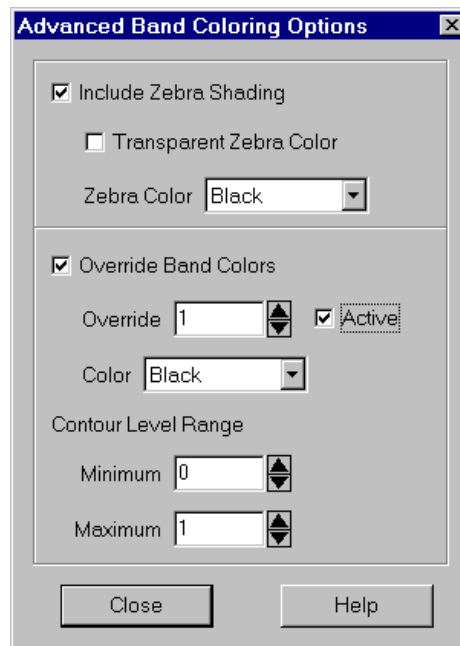 Advanced Band Coloring Options
Include Zebra Shading
Transparent Zebra Color
Zebra Color Black
Override Band Colors
Override 1 Active
Color Black
Contour Level Range
Minimum 0
Maximum 1
Close Help